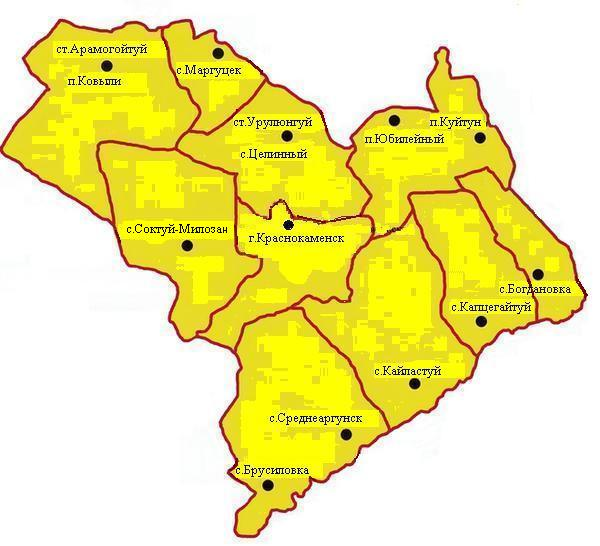 ст.Арамогойтуй
п.Ковыли
с.Маргуцек
ст.Урулюнгуй
с.Целинный
п.Юбилейный
п.Куйтун
с.Соктуй-Милозан
г.Краснокаменск
с.Богдановка
с.Капцегайтуй
с.Кайластуй
с.Среднеаргунск
с.Брусиловка